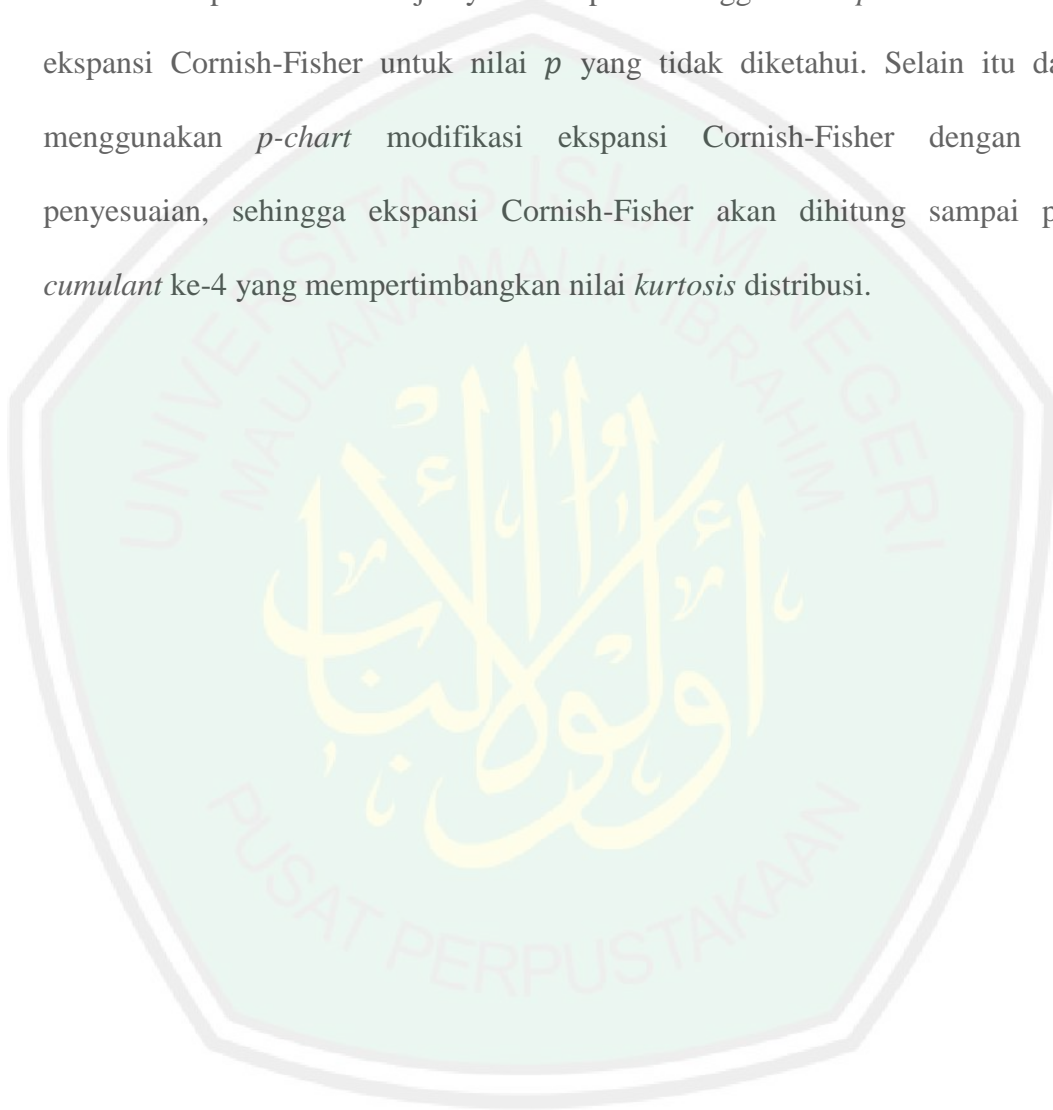 ekspansi Cornish-Fisher untuk nilai 𝑝 yang tidak diketahui. Selain itu da
menggunakan p-chart modifikasi ekspansi Cornish-Fisher dengan
penyesuaian, sehingga ekspansi Cornish-Fisher akan dihitung sampai p
cumulant ke-4 yang mempertimbangkan nilai kurtosis distribusi.
UNIVERSITAS ISLAM NEGERI
MAULANA MALIK IBRAHIM
PUSAT PERPUSTAKAAN